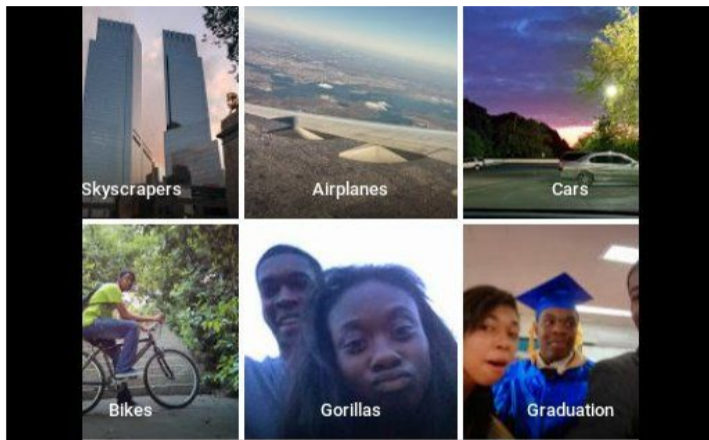 Skyscrapers
Airplanes
Cars
Bikes
Gorillas
Graduation